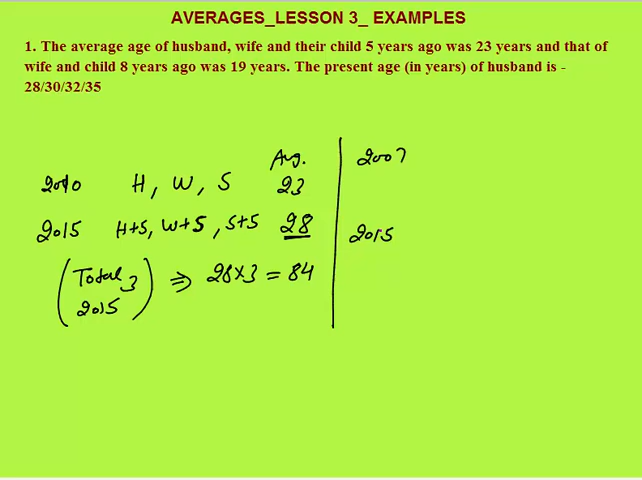 AVERAGES_LESSON 3_ EXAMPLES
1. The average age of husband, wife and their child 5 years ago was 23 years and that of
wife and child 8 years ago was 19 years. The present age (in years) of husband is -
28/30/32/35
Avg.
2010 H, W, S 23
2015 H+5, W+5, S+5 28
(Total 3 2015) ⇒ 28×3 = 84
2007
2015